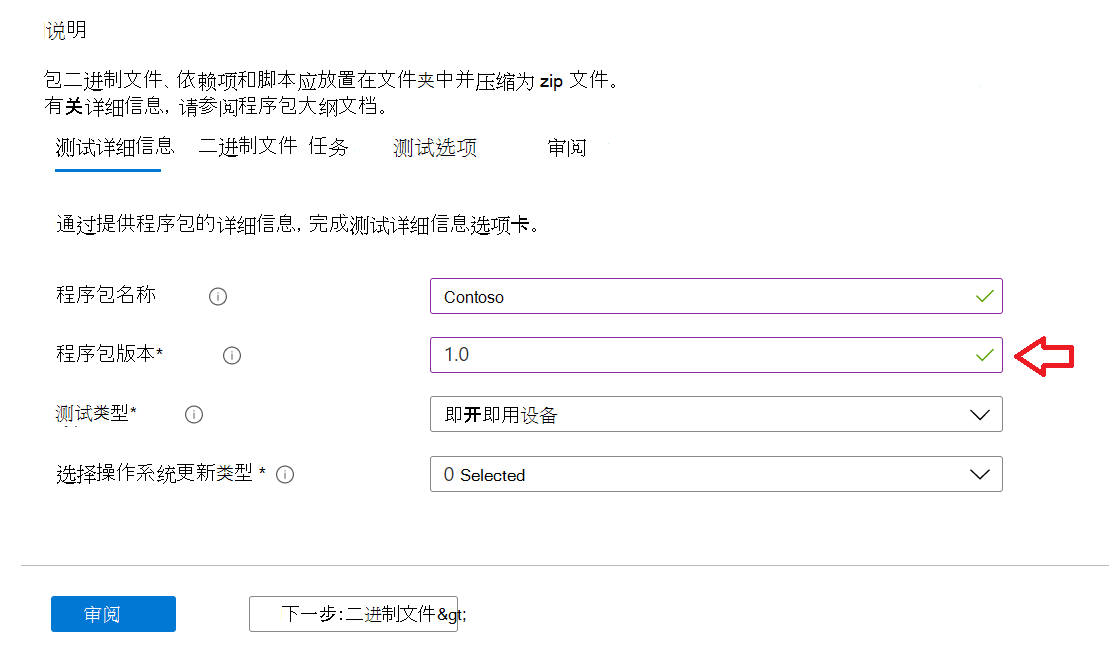 说明
包二进制文件、依赖项和脚本应放置在文件夹中并压缩为 zip 文件。
有关详细信息, 请参阅程序包大纲文档。
测试详细信息 二进制文件 任务 测试选项 审阅
通过提供程序包的详细信息, 完成测试详细信息选项卡。
程序包名称 Contoso
程序包版本* 1.0
测试类型* 即开即用设备
选择操作系统更新类型 * 0 Selected
审阅 下一步:二进制文件&gt;